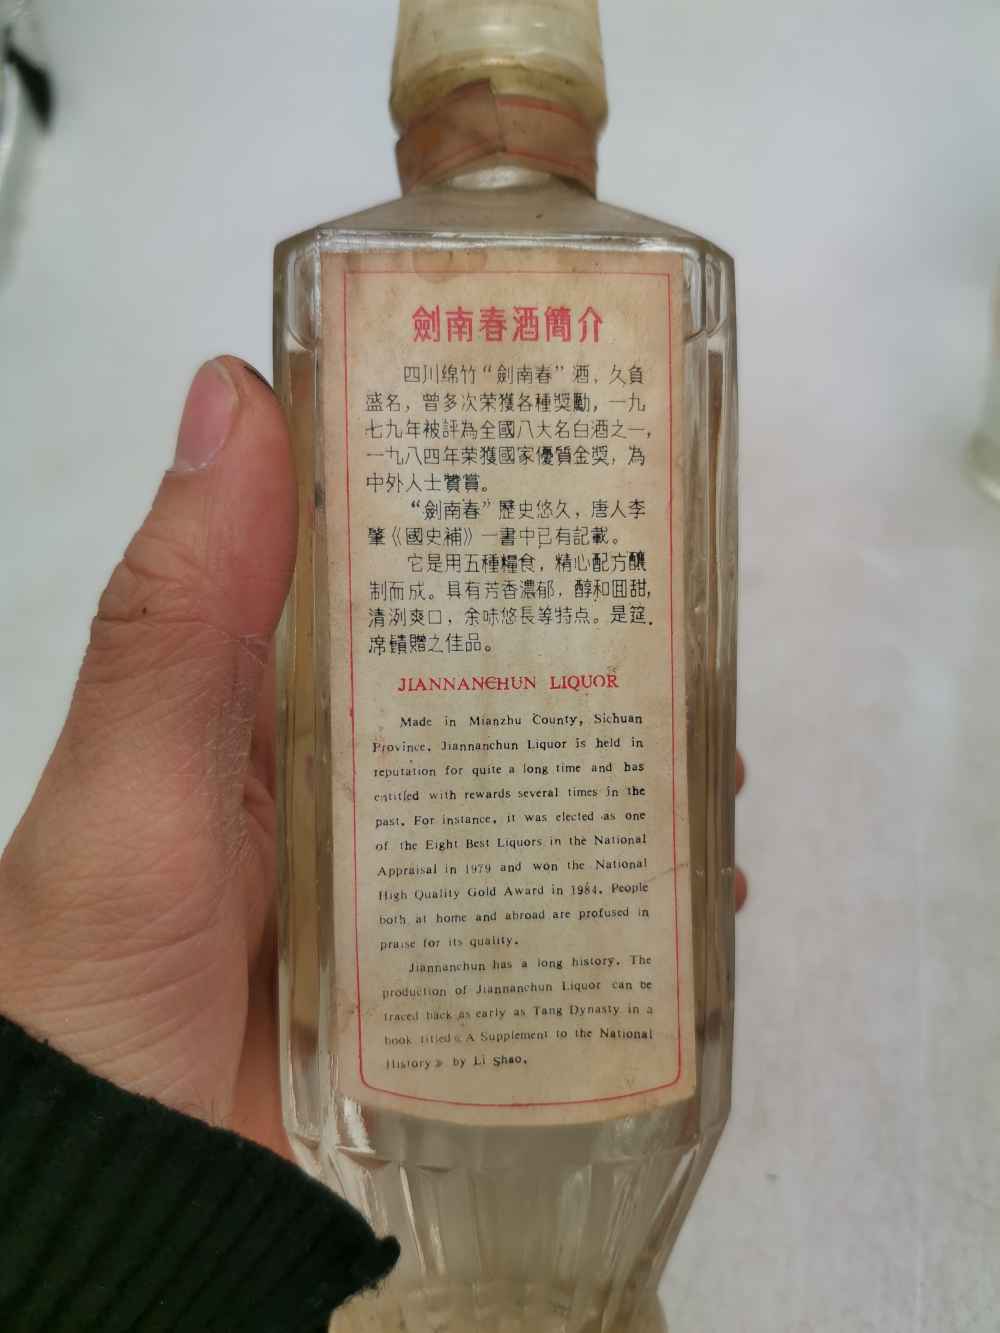 劍南春酒簡介
四川绵竹“劍南春”酒，久負
盛名，曾多次荣獲各種獎勵，一九
七九年被評為全國八大名白酒之一，
一九八四年荣獲國家優質金獎，為
中外人士贊賞。
“劍南春”歷史悠久，唐人李
肇《國史補》一書中已有記載。
它是用五種糧食，精心配方釀
制而成。具有芳香濃郁，醇和回甜，
清洌爽口，余味悠長等特点。是筵
席饋贈之佳品。
JIANNANCHUN LIQUOR
Made in Mianzhu County, Sichuan
Province. Jiannanchun Liquor is held in
reputation for quite a long time and has
entitled with rewards several times in the
past. For instance, it was elected as one
of the Eight Best Liquors in the National
Appraisal in 1979 and won the National
High Quality Gold Award in 1984. People
both at home and abroad are profused in
praise for its quality.
Jiannanchun has a long history. The
production of Jiannanchun Liquor can be
traced back as early as Tang Dynasty in a
book titled《A Supplement to the National
History》by Li Shao.